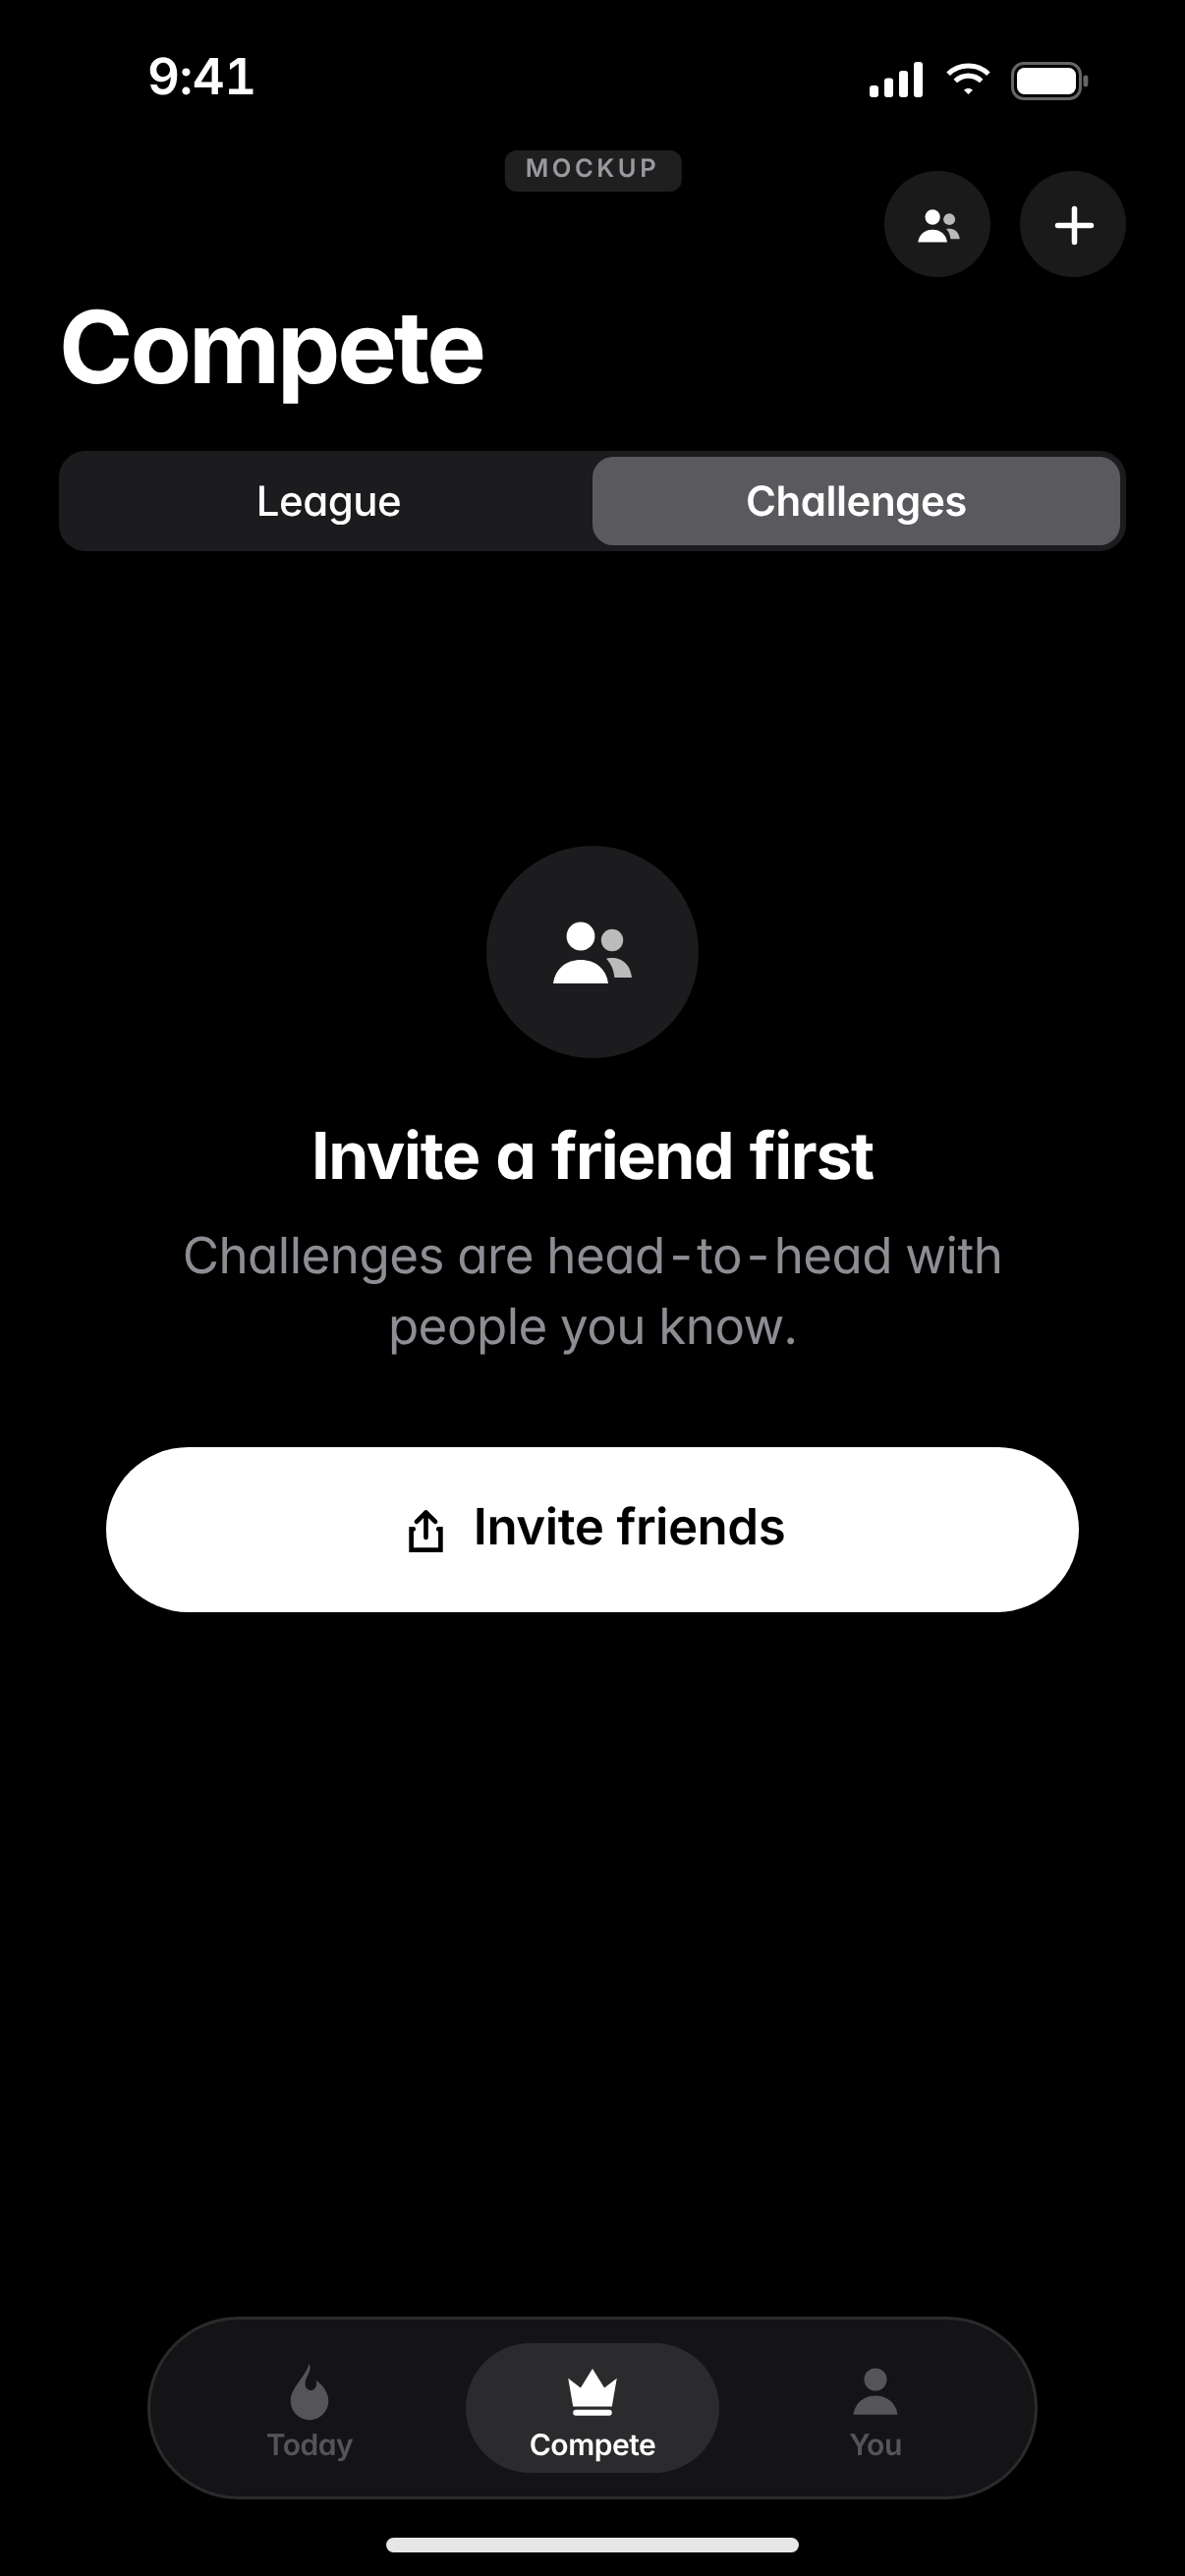 9:41
MOCKUP
Compete
League
Challenges
Invite a friend first
Challenges are head-to-head with
people you know.
Invite friends
Today
Compete
You